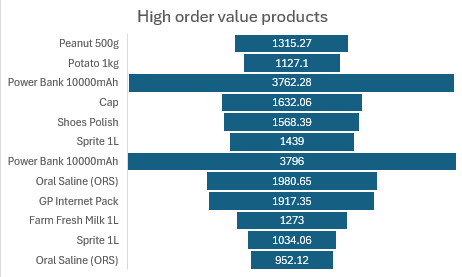 High order value products
Peanut 500g 1315.27
Potato 1kg 1127.1
Power Bank 10000mAh 3762.28
Cap 1632.06
Shoes Polish 1568.39
Sprite 1L 1439
Power Bank 10000mAh 3796
Oral Saline (ORS) 1980.65
GP Internet Pack 1917.35
Farm Fresh Milk 1L 1273
Sprite 1L 1034.06
Oral Saline (ORS) 952.12